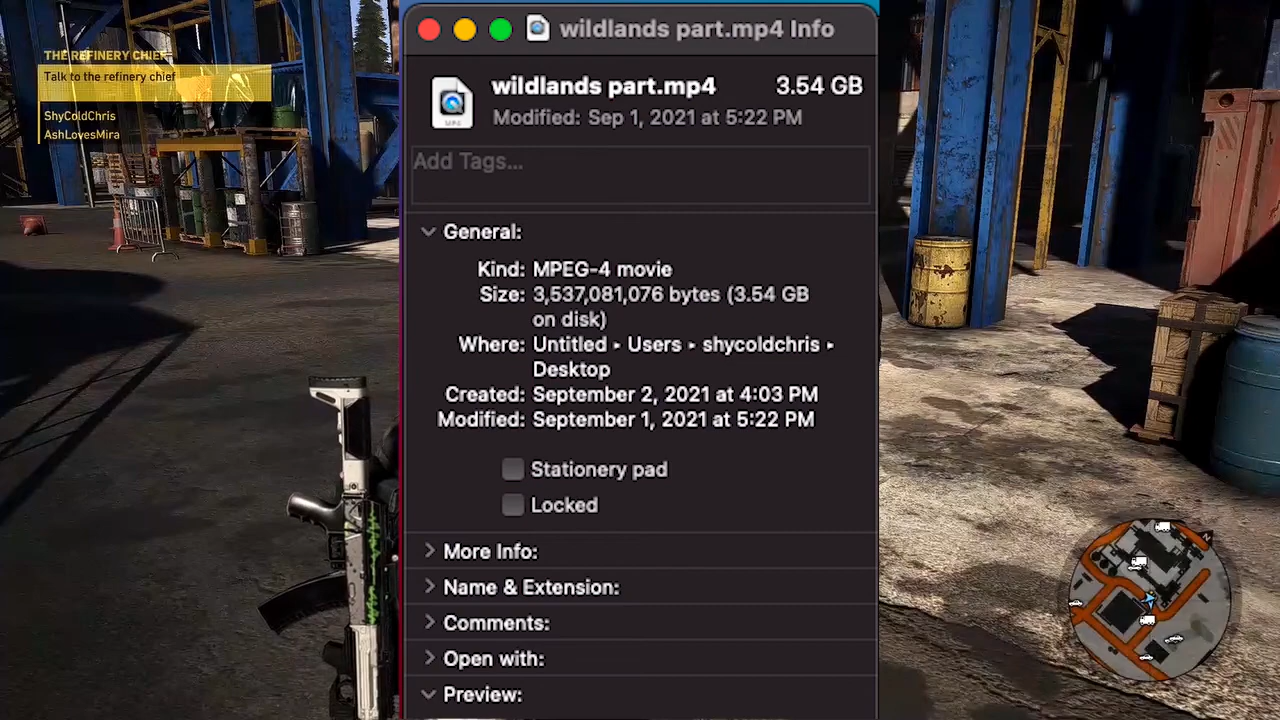 THE REFINERY CHIEF
Talk to the refinery chief
ShyColdChris
AshLovesMira
wildlands part.mp4 Info
wildlands part.mp4 3.54 GB
Modified: Sep 1, 2021 at 5:22 PM
Add Tags...
General:
Kind: MPEG-4 movie
Size: 3,537,081,076 bytes (3.54 GB
on disk)
Where: Untitled ▸ Users ▸ shycoldchris ▸
Desktop
Created: September 2, 2021 at 4:03 PM
Modified: September 1, 2021 at 5:22 PM
Stationery pad
Locked
More Info:
Name & Extension:
Comments:
Open with:
Preview:
N